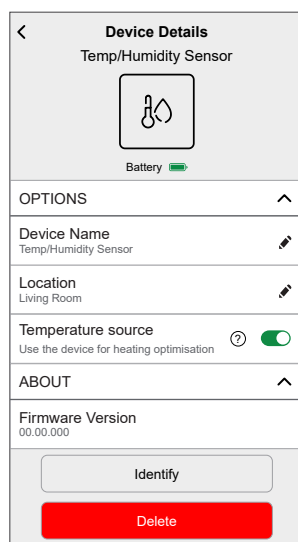 Device Details
Temp/Humidity Sensor
Battery
OPTIONS
Device Name
Temp/Humidity Sensor
Location
Living Room
Temperature source
Use the device for heating optimisation
?
ABOUT
Firmware Version
00.00.000
Identify
Delete